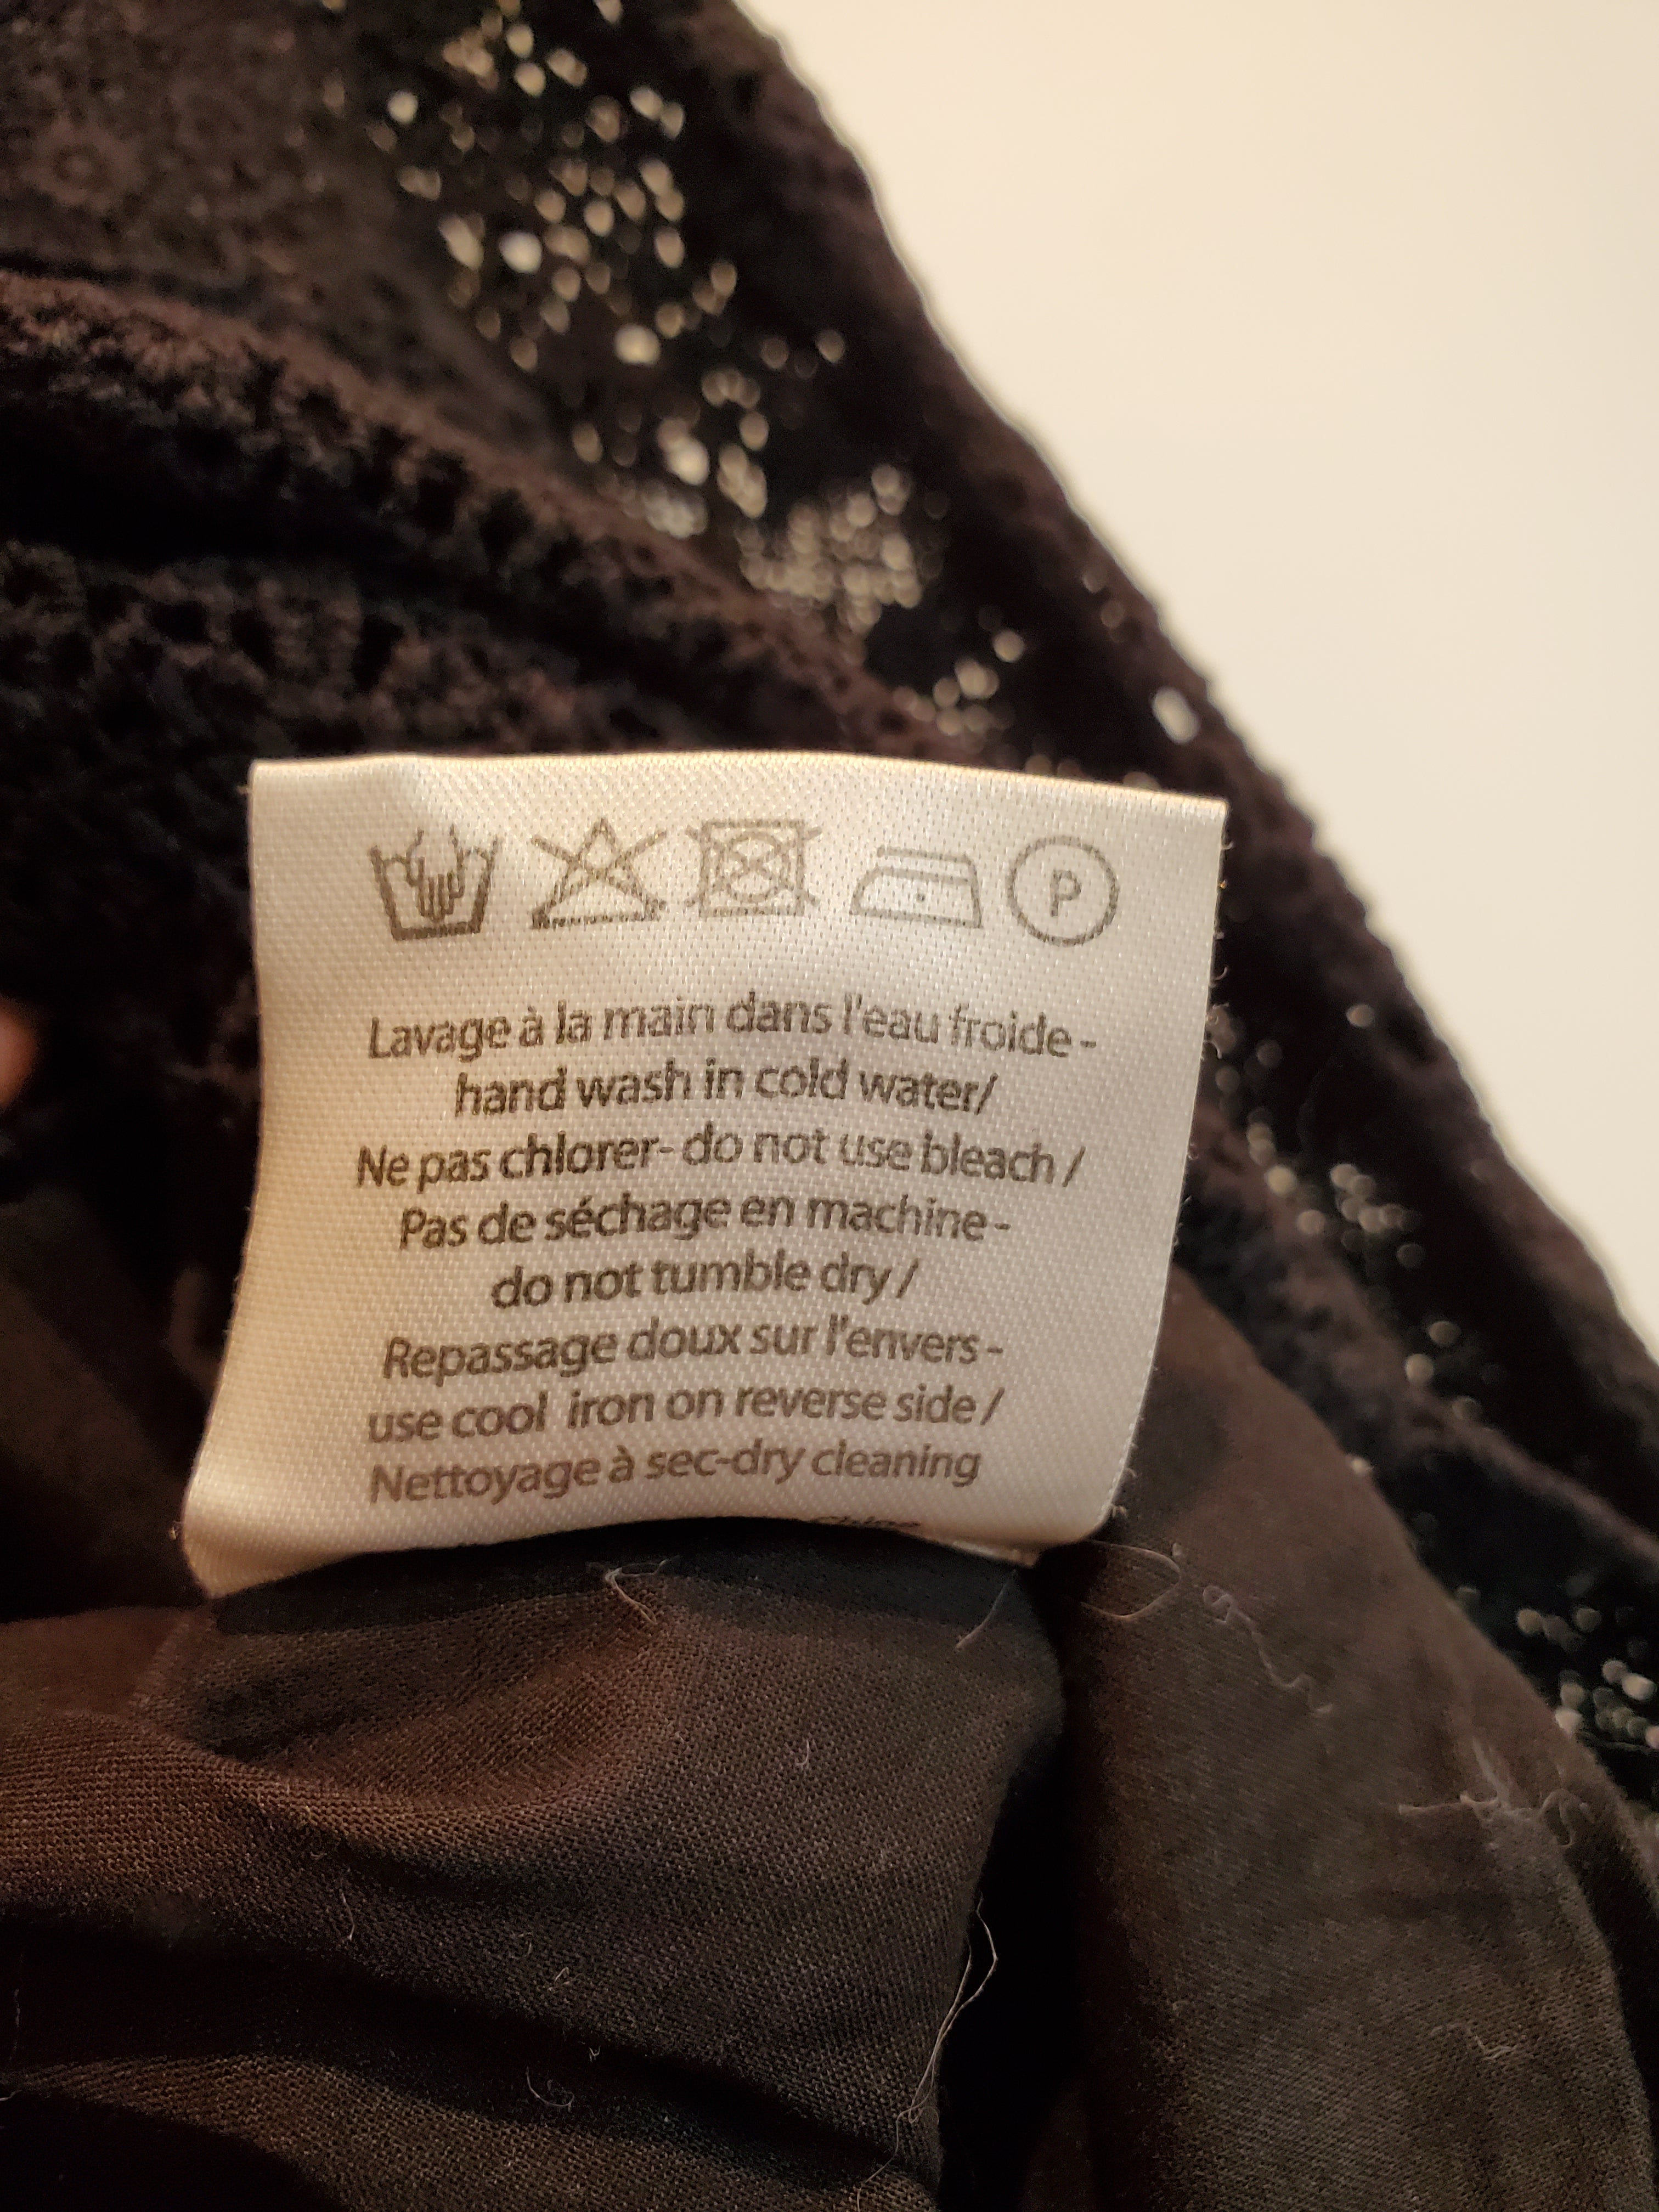 P
Lavage à la main dans l'eau froide -
hand wash in cold water/
Ne pas chlorer- do not use bleach /
Pas de séchage en machine -
do not tumble dry /
Repassage doux sur l'envers -
use cool iron on reverse side /
Nettoyage à sec-dry cleaning